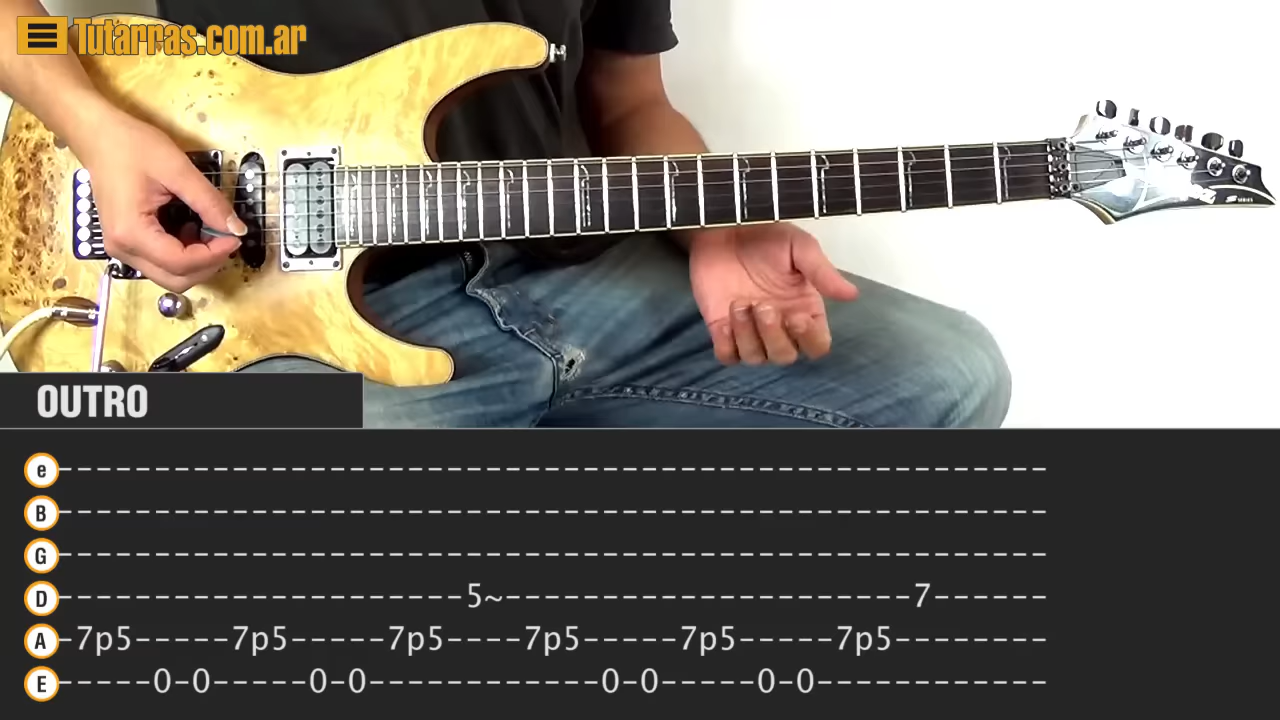 Tutarras.com.ar
SERIES
OUTRO
e----------------------------------------------------
B----------------------------------------------------
G----------------------------------------------------
D---------------------5~---------------------7------
A-7p5-----7p5-----7p5----7p5-----7p5-----7p5--------
E-----0-0-----0-0------------0-0-----0-0------------